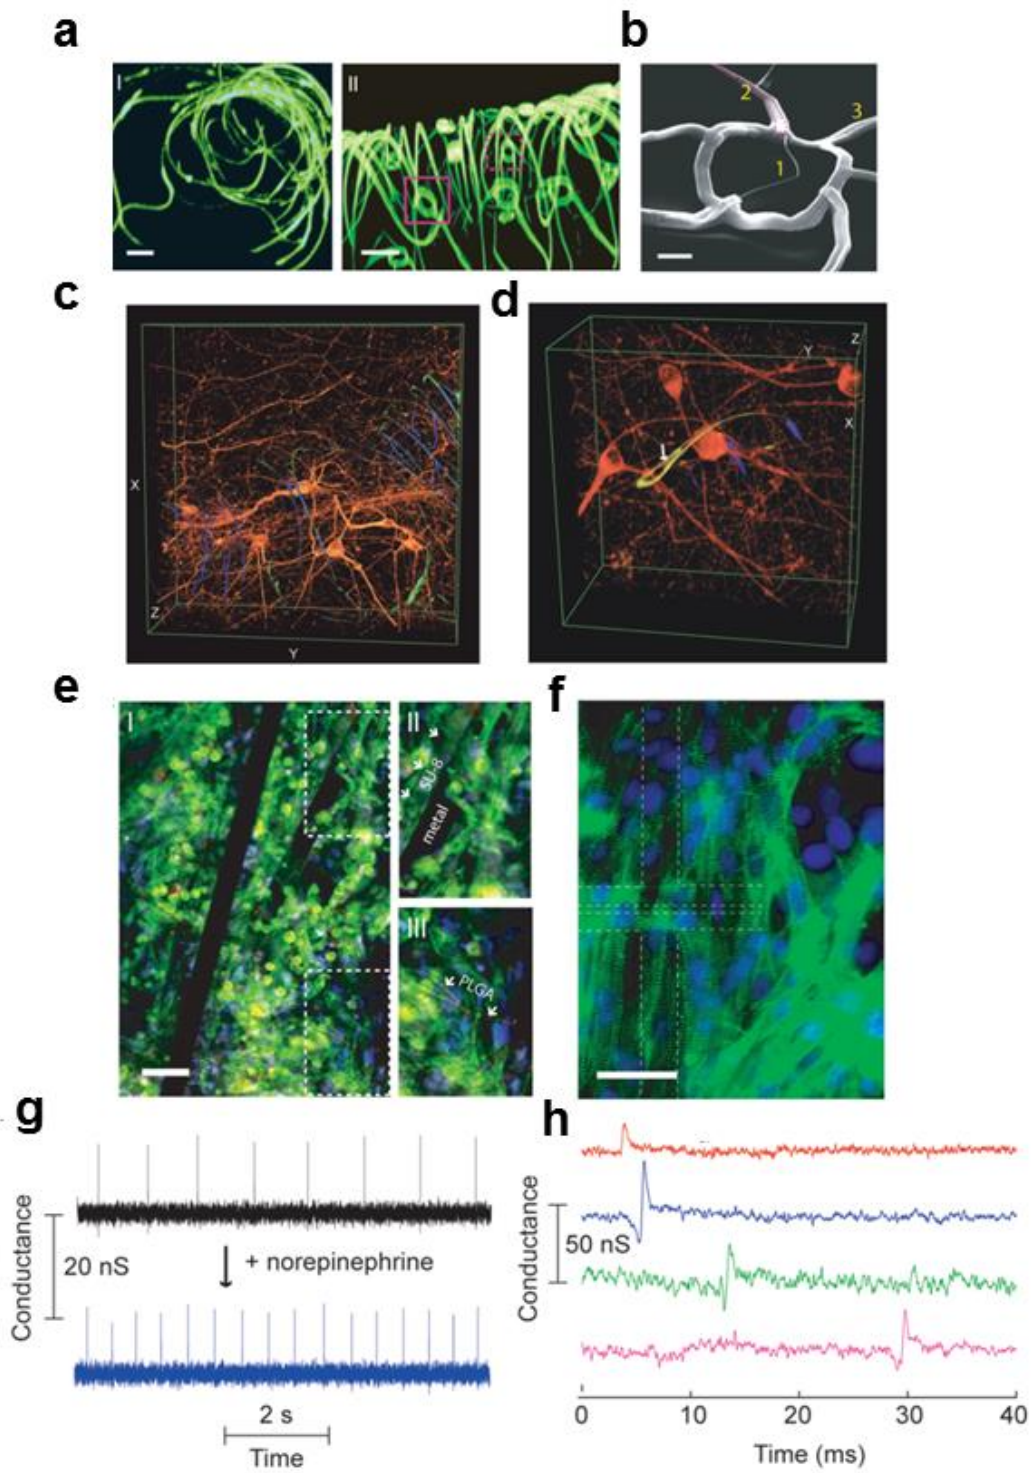 a
b
I
II
2
3
1
c
d
X
Z
Y
Z
Y
X
e
f
I
II
SU-8
metal
III
PLGA
g
h
Conductance
20 nS
+ norepinephrine
2 s
Time
Conductance
50 nS
0 10 20 30 40
Time (ms)